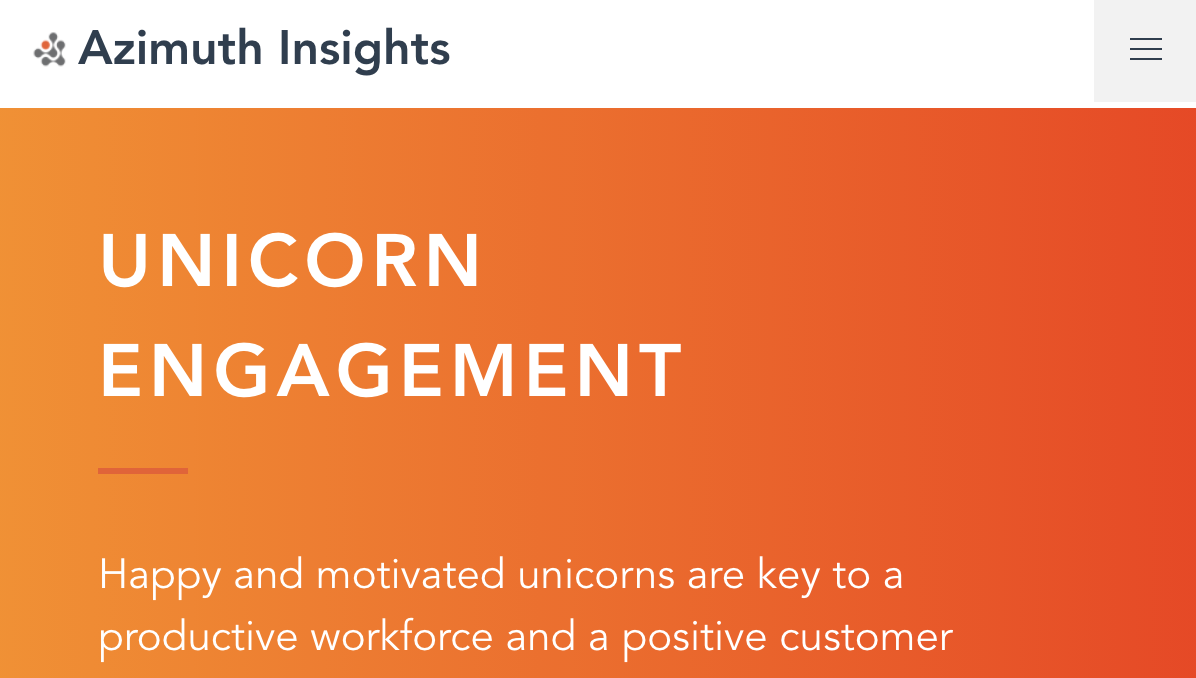 Azimuth Insights
UNICORN
ENGAGEMENT
Happy and motivated unicorns are key to a
productive workforce and a positive customer